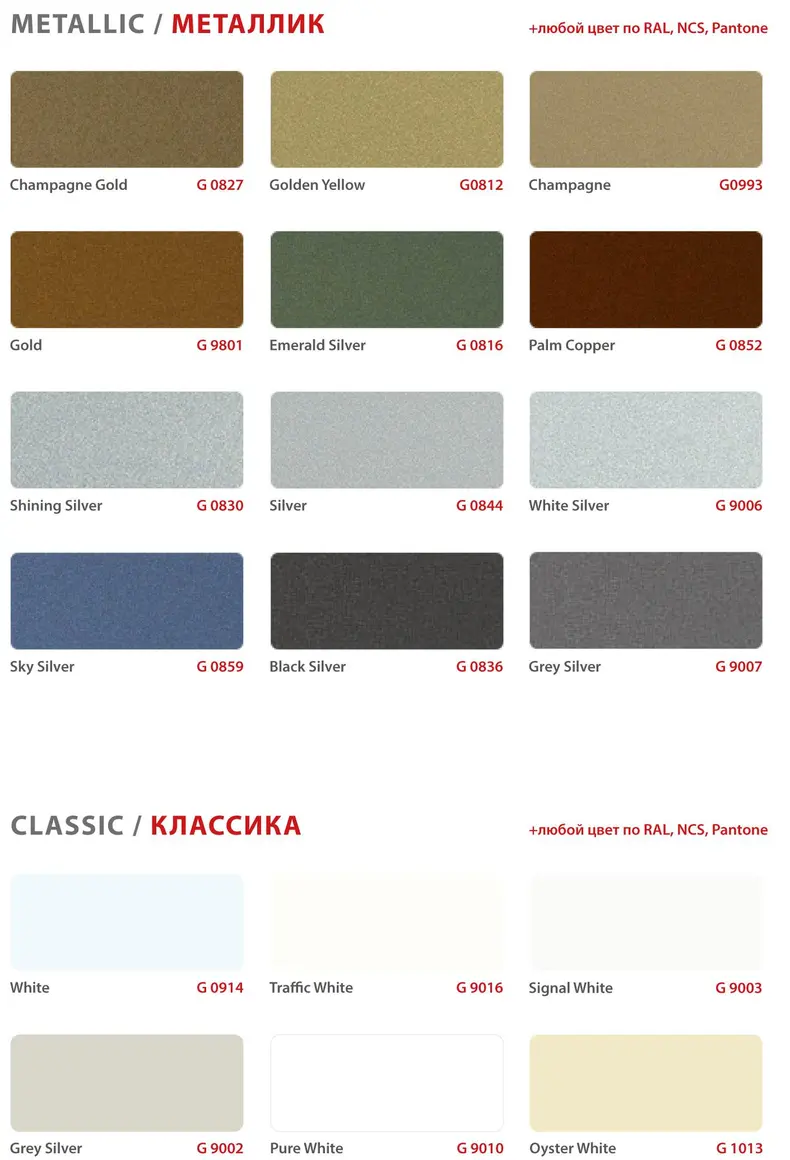 METALLIC / МЕТАЛЛИК
+любой цвет по RAL, NCS, Pantone
Champagne Gold G 0827
Golden Yellow G0812
Champagne G0993
Gold G 9801
Emerald Silver G 0816
Palm Copper G 0852
Shining Silver G 0830
Silver G 0844
White Silver G 9006
Sky Silver G 0859
Black Silver G 0836
Grey Silver G 9007
CLASSIC / КЛАССИКА
+любой цвет по RAL, NCS, Pantone
White G 0914
Traffic White G 9016
Signal White G 9003
Grey Silver G 9002
Pure White G 9010
Oyster White G 1013